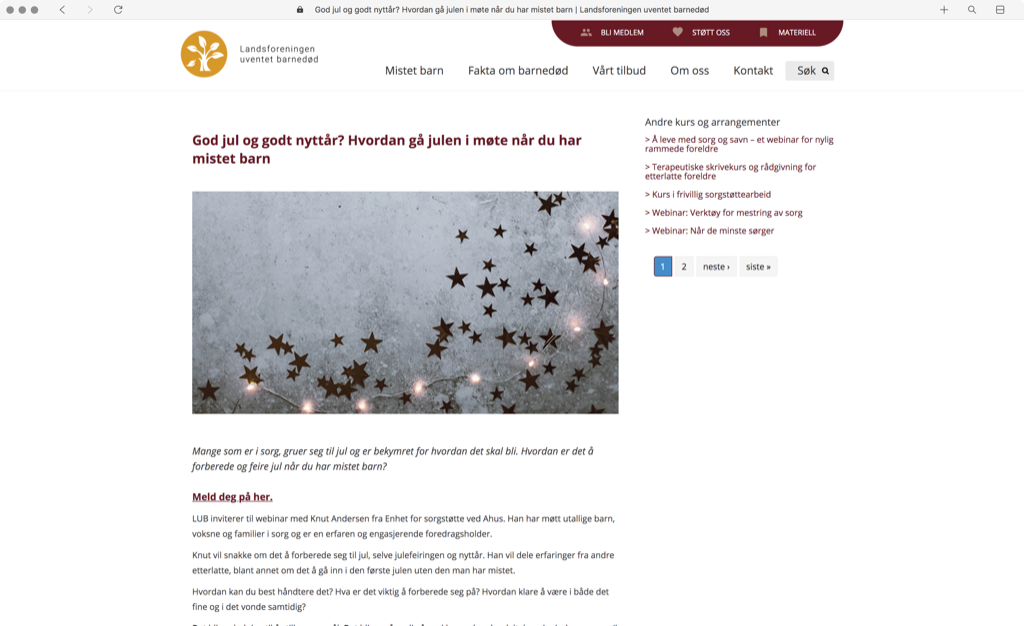 God jul og godt nyttår? Hvordan gå julen i møte når du har mistet barn | Landsforeningen uventet barnedød
BLI MEDLEM
STØTT OSS
MATERIELL
Landsforeningen
uventet barnedød
Mistet barn
Fakta om barnedød
Vårt tilbud
Om oss
Kontakt
Søk
God jul og godt nyttår? Hvordan gå julen i møte når du har
mistet barn
Mange som er i sorg, gruer seg til jul og er bekymret for hvordan det skal bli. Hvordan er det å
forberede og feire jul når du har mistet barn?
Meld deg på her.
LUB inviterer til webinar med Knut Andersen fra Enhet for sorgstøtte ved Ahus. Han har møtt utallige barn,
voksne og familier i sorg og er en erfaren og engasjerende foredragsholder.
Knut vil snakke om det å forberede seg til jul, selve julefeiringen og nyttår. Han vil dele erfaringer fra andre
etterlatte, blant annet om det å gå inn i den første julen uten den man har mistet.
Hvordan kan du best håndtere det? Hva er det viktig å forberede seg på? Hvordan klare å være i både det
fine og i det vonde samtidig?
Andre kurs og arrangementer
> Å leve med sorg og savn – et webinar for nylig
rammede foreldre
> Terapeutiske skrivekurs og rådgivning for
etterlatte foreldre
> Kurs i frivillig sorgstøttearbeid
> Webinar: Verktøy for mestring av sorg
> Webinar: Når de minste sørger
1
2
neste ›
siste »